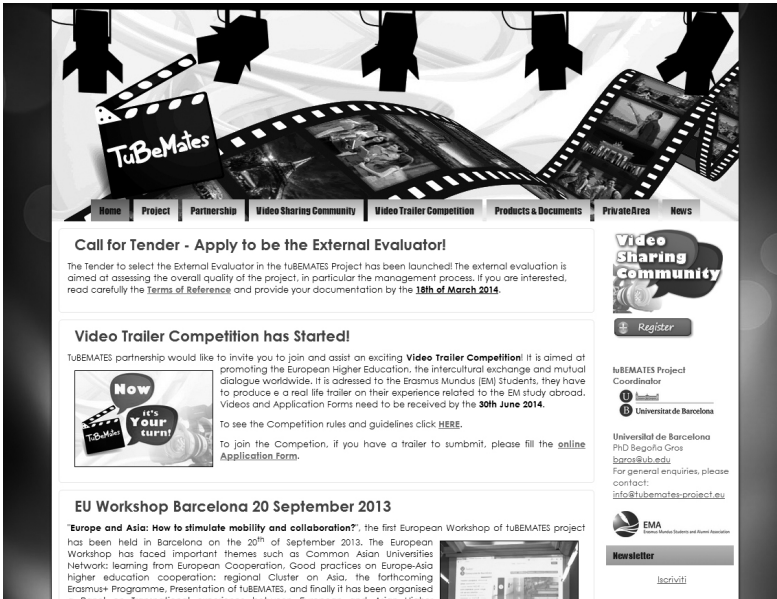 TuBeMates
Home Project Partnership Video Sharing Community Video Trailer Competition Products & Documents PrivateArea News
Call for Tender - Apply to be the External Evaluator!
The Tender to select the External Evaluator in the tuBEMATES Project has been launched! The external evaluation is
aimed at assessing the overall quality of the project, in particular the management process. If you are interested,
read carefully the Terms of Reference and provide your documentation by the 18th of March 2014.
Video Trailer Competition has Started!
TuBEMATES partnership would like to invite you to join and assist an exciting Video Trailer Competition! It is aimed at
promoting the European Higher Education, the intercultural exchange and mutual
dialogue worldwide. It is adressed to the Erasmus Mundus (EM) Students, they have
to produce e a real life trailer on their experience related to the EM study abroad.
Videos and Application Forms need to be received by the 30th June 2014.
Now
it's
Your
turn!
TuBeMates
To see the Competition rules and guidelines click HERE.
To join the Competion, if you have a trailer to sumbmit, please fill the online
Application Form.
EU Workshop Barcelona 20 September 2013
"Europe and Asia: How to stimulate mobility and collaboration?", the first European Workshop of tuBEMATES project
has been held in Barcelona on the 20th of September 2013. The European
Workshop has faced important themes such as Common Asian Universities
Network: learning from European Cooperation, Good practices on Europe-Asia
higher education cooperation: regional Cluster on Asia, the forthcoming
Erasmus+ Programme, Presentation of tuBEMATES, and finally it has been organised
Video
Sharing
Community
Register
tuBEMATES Project
Coordinator
U
B Universitat de Barcelona
Universitat de Barcelona
PhD Begoña Gros
bgros@ub.edu
For general enquiries, please
contact:
info@tubemates-project.eu
EMA
Erasmus Mundus Students and Alumni Association
Newsletter
Iscriviti